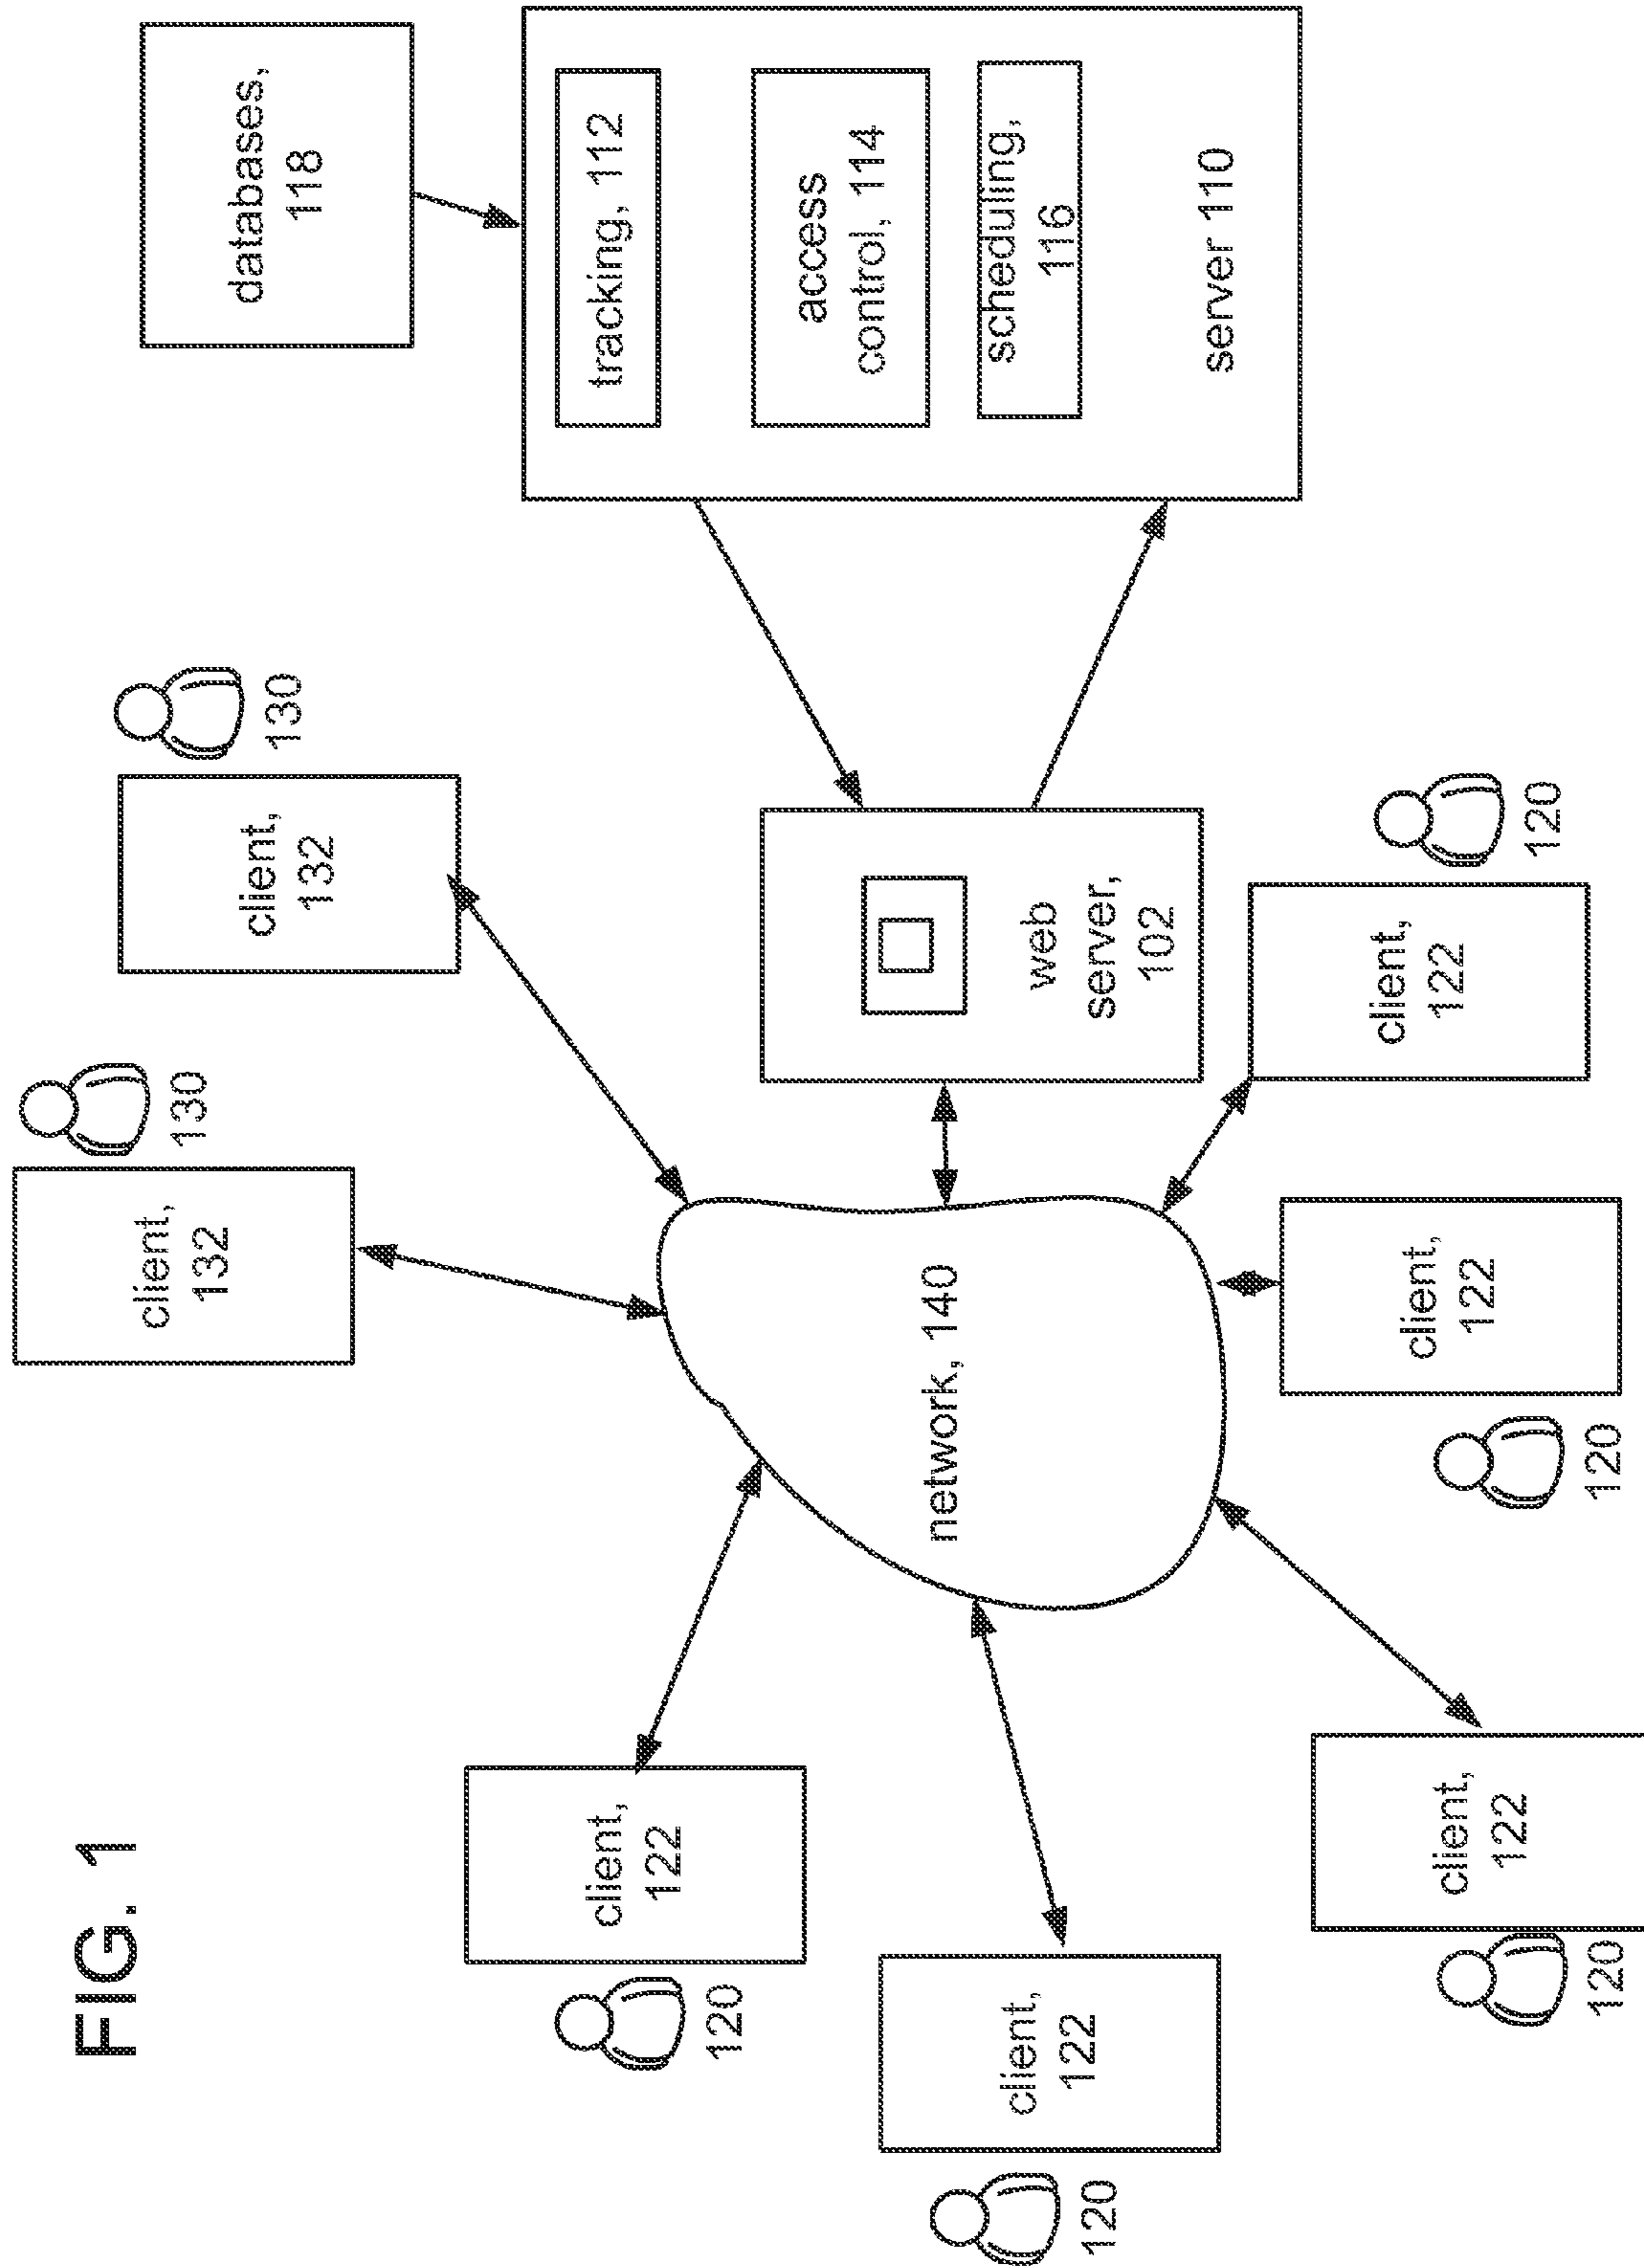 FIG. 1
client,
132
130
client,
132
130
databases,
118
client,
122
120
tracking, 112
access
control, 114
scheduling,
116
server 110
network, 140
web
server,
102
client,
122
120
client,
122
120
client,
122
120
client,
122
120